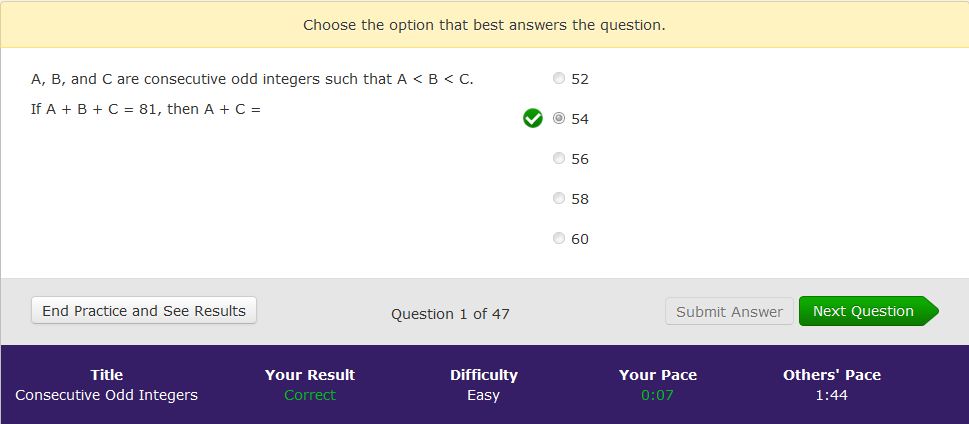 Choose the option that best answers the question.
A, B, and C are consecutive odd integers such that A < B < C.
If A + B + C = 81, then A + C =
52
54
56
58
60
End Practice and See Results
Question 1 of 47
Submit Answer
Next Question
Title
Your Result
Difficulty
Your Pace
Others' Pace
Consecutive Odd Integers
Correct
Easy
0:07
1:44